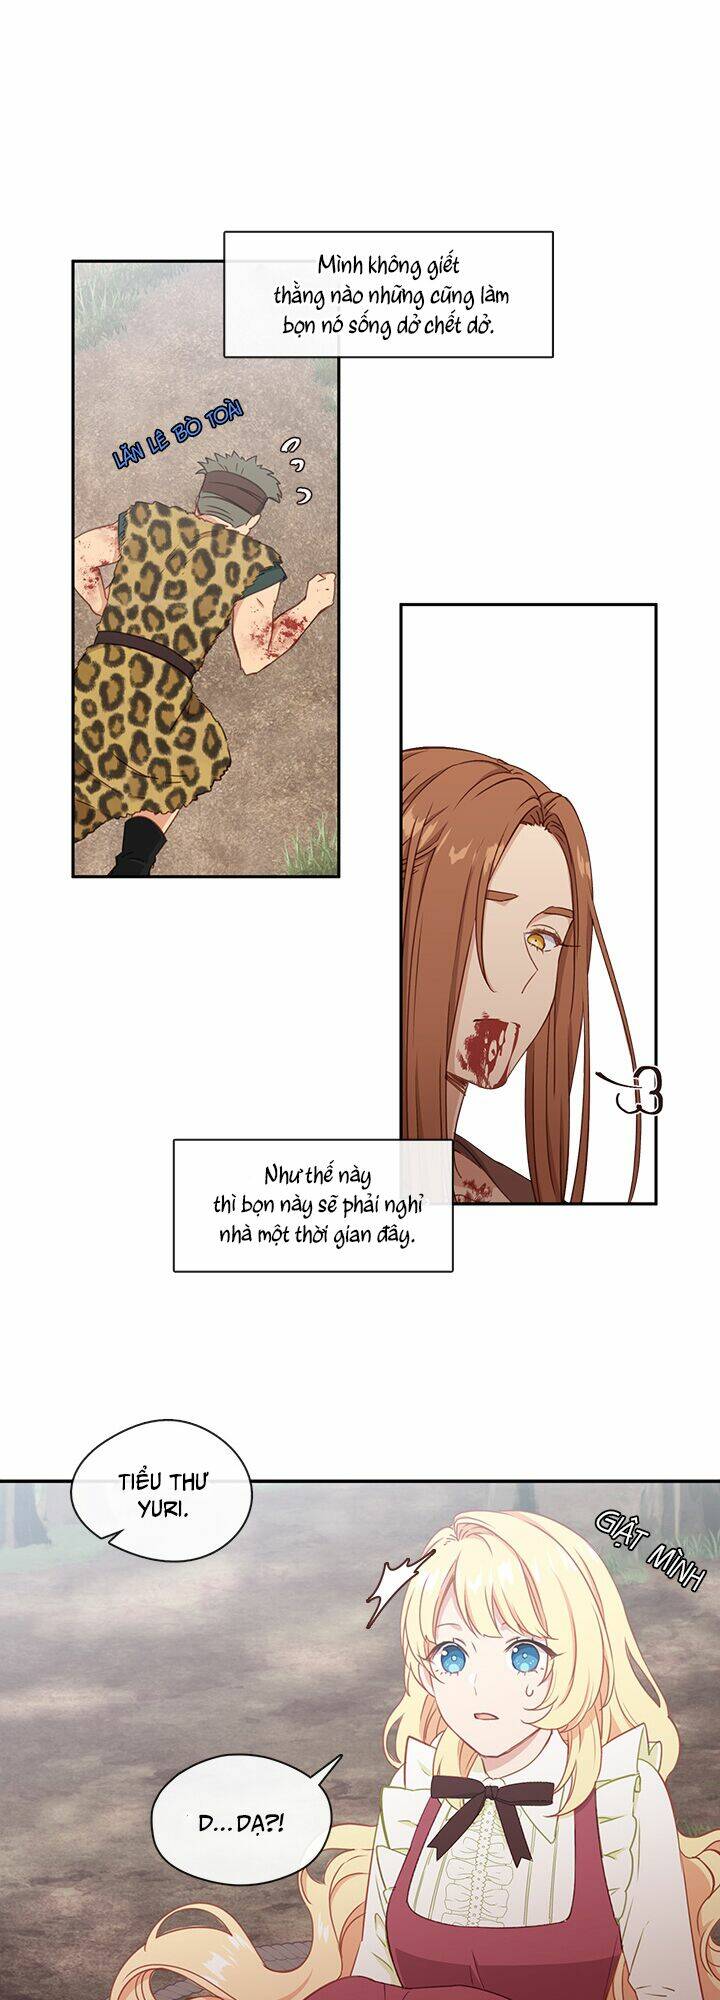 Mình không giết
thằng nào những cũng làm
bọn nó sống dở chết dở.
LĂN LÊ BÒ TOÀI
Như thế này
thì bọn này sẽ phải nghỉ
nhà một thời gian đây.
TIỂU THƯ
YURI.
GIẬT MÌNH
D...DẠ?!